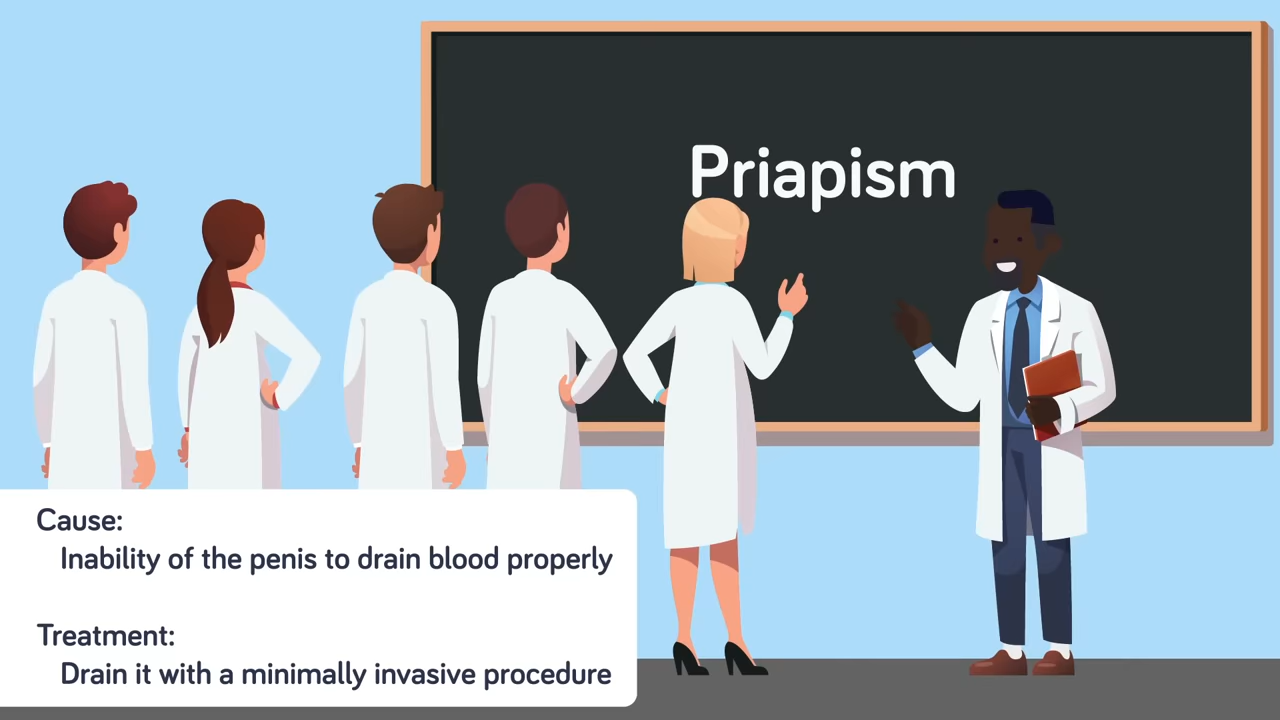 Priapism
Cause:
Inability of the penis to drain blood properly
Treatment:
Drain it with a minimally invasive procedure